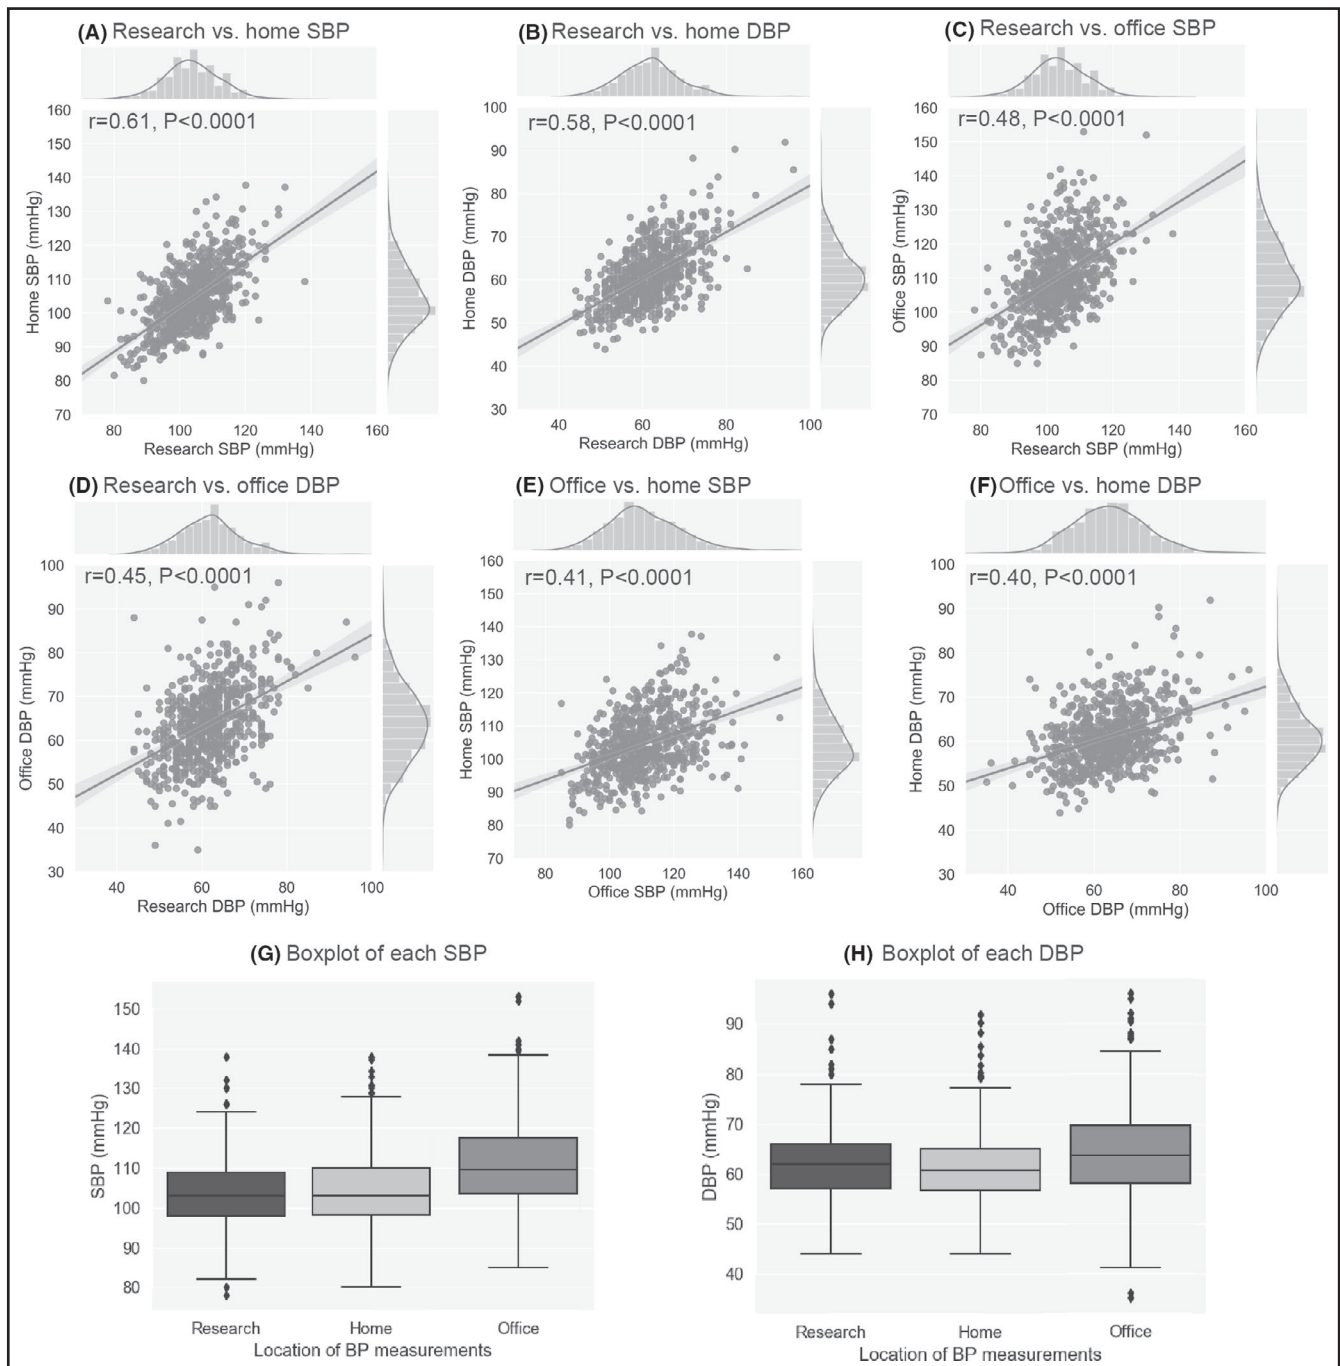 (A) Research vs. home SBP
r=0.61, P<0.0001
Home SBP (mmHg)
160
150
140
130
120
110
100
90
80
70
80 100 120 140 160
Research SBP (mmHg)
(B) Research vs. home DBP
r=0.58, P<0.0001
Home DBP (mmHg)
100
90
80
70
60
50
40
30
40 60 80 100
Research DBP (mmHg)
(C) Research vs. office SBP
r=0.48, P<0.0001
Office SBP (mmHg)
160
150
140
130
120
110
100
90
80
70
80 100 120 140 160
Research SBP (mmHg)
(D) Research vs. office DBP
r=0.45, P<0.0001
Office DBP (mmHg)
100
90
80
70
60
50
40
30
40 60 80 100
Research DBP (mmHg)
(E) Office vs. home SBP
r=0.41, P<0.0001
Home SBP (mmHg)
160
150
140
130
120
110
100
90
80
70
80 100 120 140 160
Office SBP (mmHg)
(F) Office vs. home DBP
r=0.40, P<0.0001
Home DBP (mmHg)
100
90
80
70
60
50
40
30
40 60 80 100
Office DBP (mmHg)
(G) Boxplot of each SBP
SBP (mmHg)
150
140
130
120
110
100
90
80
Research Home Office
Location of BP measurements
(H) Boxplot of each DBP
DBP (mmHg)
90
80
70
60
50
40
Research Home Office
Location of BP measurements